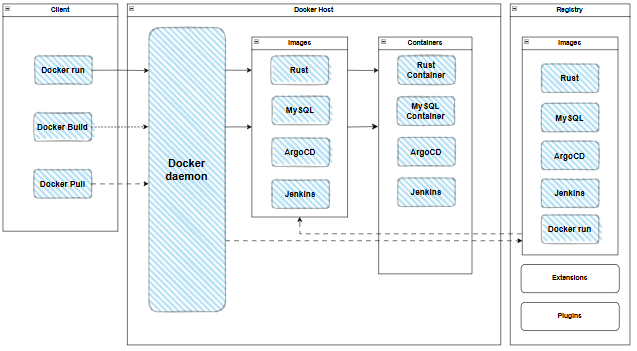 Client
Docker run
Docker Build
Docker Pull
Docker Host
Docker
daemon
Images
Rust
MySQL
ArgoCD
Jenkins
Containers
Rust
Container
MySQL
Container
ArgoCD
Jenkins
Registry
Images
Rust
MySQL
ArgoCD
Jenkins
Docker run
Extensions
Plugins